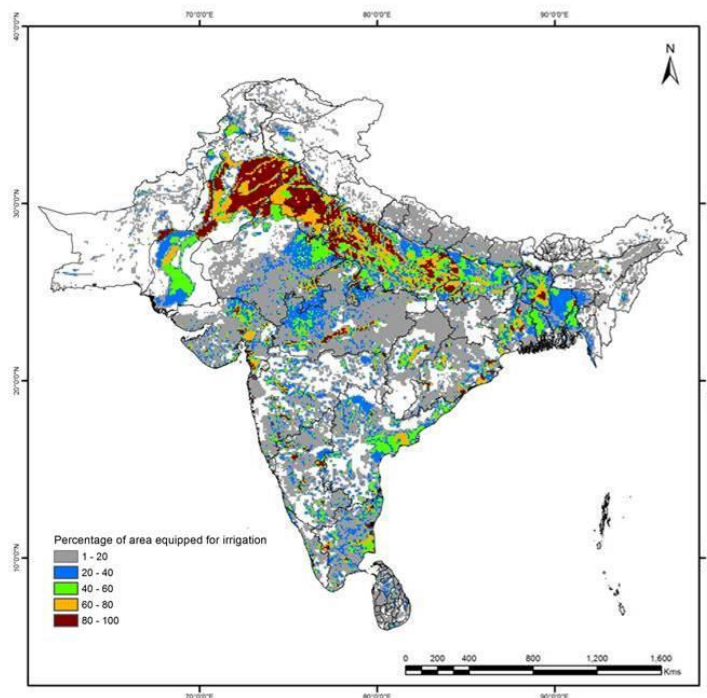 70°0'0"E 80°0'0"E 90°0'0"E
N
40°0'0"N
30°0'0"N
20°0'0"N
10°0'0"N
Percentage of area equipped for irrigation
1 - 20
20 - 40
40 - 60
60 - 80
80 - 100
0 200 400 800 1,200 1,600
Kms
70°0'0"E 80°0'0"E 90°0'0"E